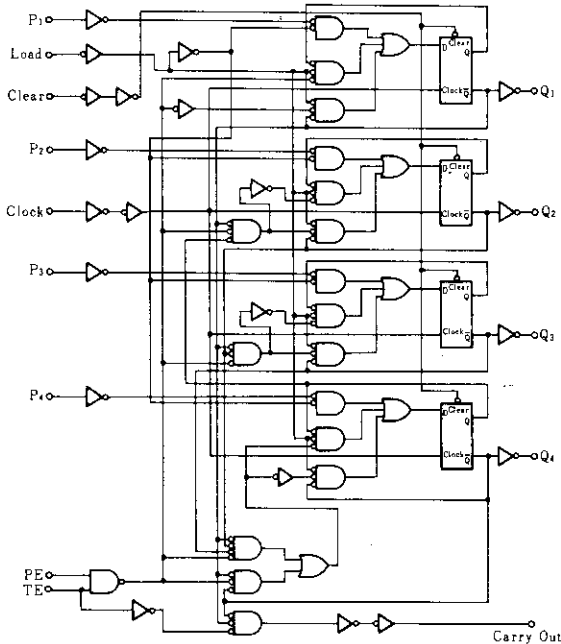 P1
Load
Clear
D Clear Q
Clock Q̅
Q1
P2
D Clear Q
Clock Q̅
Q2
Clock
P3
D Clear Q
Clock Q̅
Q3
P4
D Clear Q
Clock Q̅
Q4
PE
TE
Carry Out